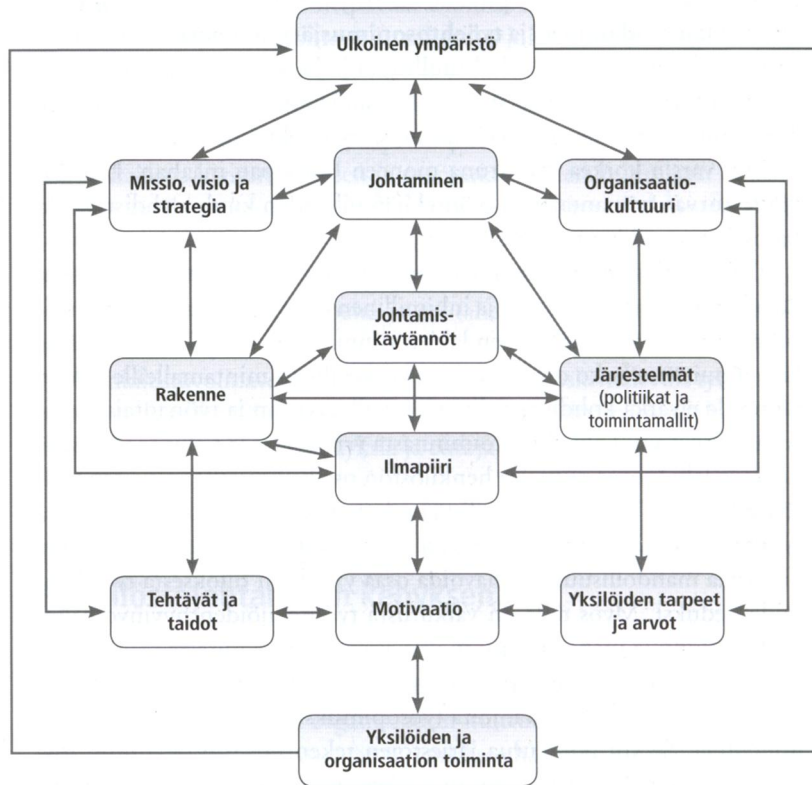 Ulkoinen ympäristö
Missio, visio ja
strategia
Johtaminen
Organisaatio-
kulttuuri
Johtamis-
käytännöt
Rakenne
Järjestelmät
(politiikat ja
toimintamallit)
Ilmapiiri
Tehtävät ja
taidot
Motivaatio
Yksilöiden tarpeet
ja arvot
Yksilöiden ja
organisaation toiminta